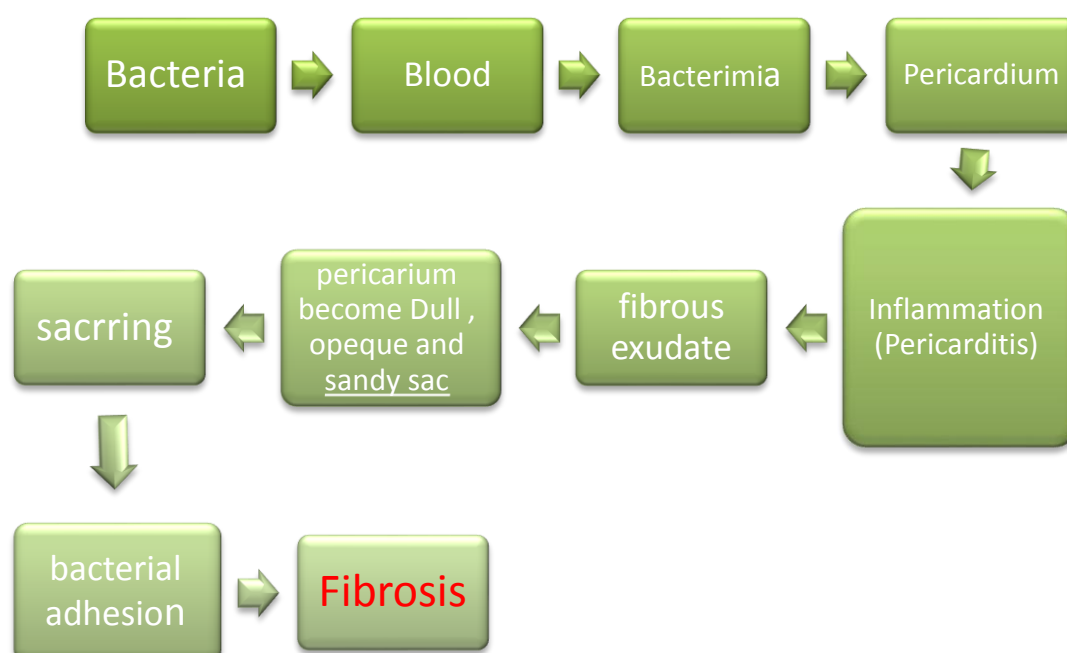 Bacteria
Blood
Bacterimia
Pericardium
Inflammation
(Pericarditis)
fibrous
exudate
pericarium
become Dull ,
opeque and
sandy sac
sacrring
bacterial
adhesion
Fibrosis